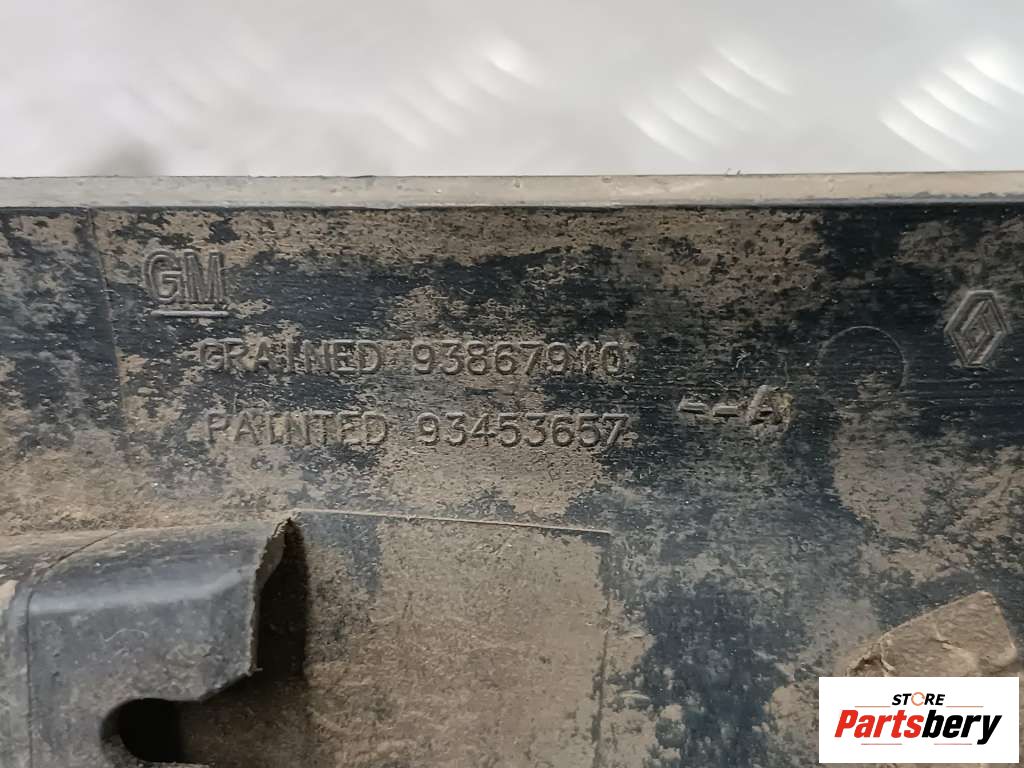 GM
GRAINED 93867910
PAINTED 93453657
--A
STORE
Partsbery